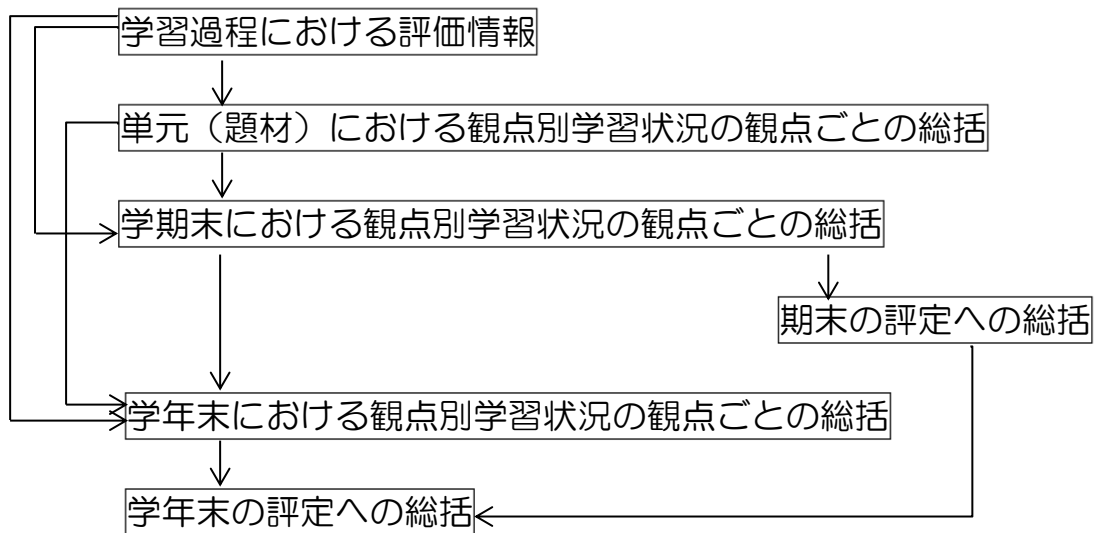 学習過程における評価情報
単元（題材）における観点別学習状況の観点ごとの総括
学期末における観点別学習状況の観点ごとの総括
期末の評定への総括
学年末における観点別学習状況の観点ごとの総括
学年末の評定への総括